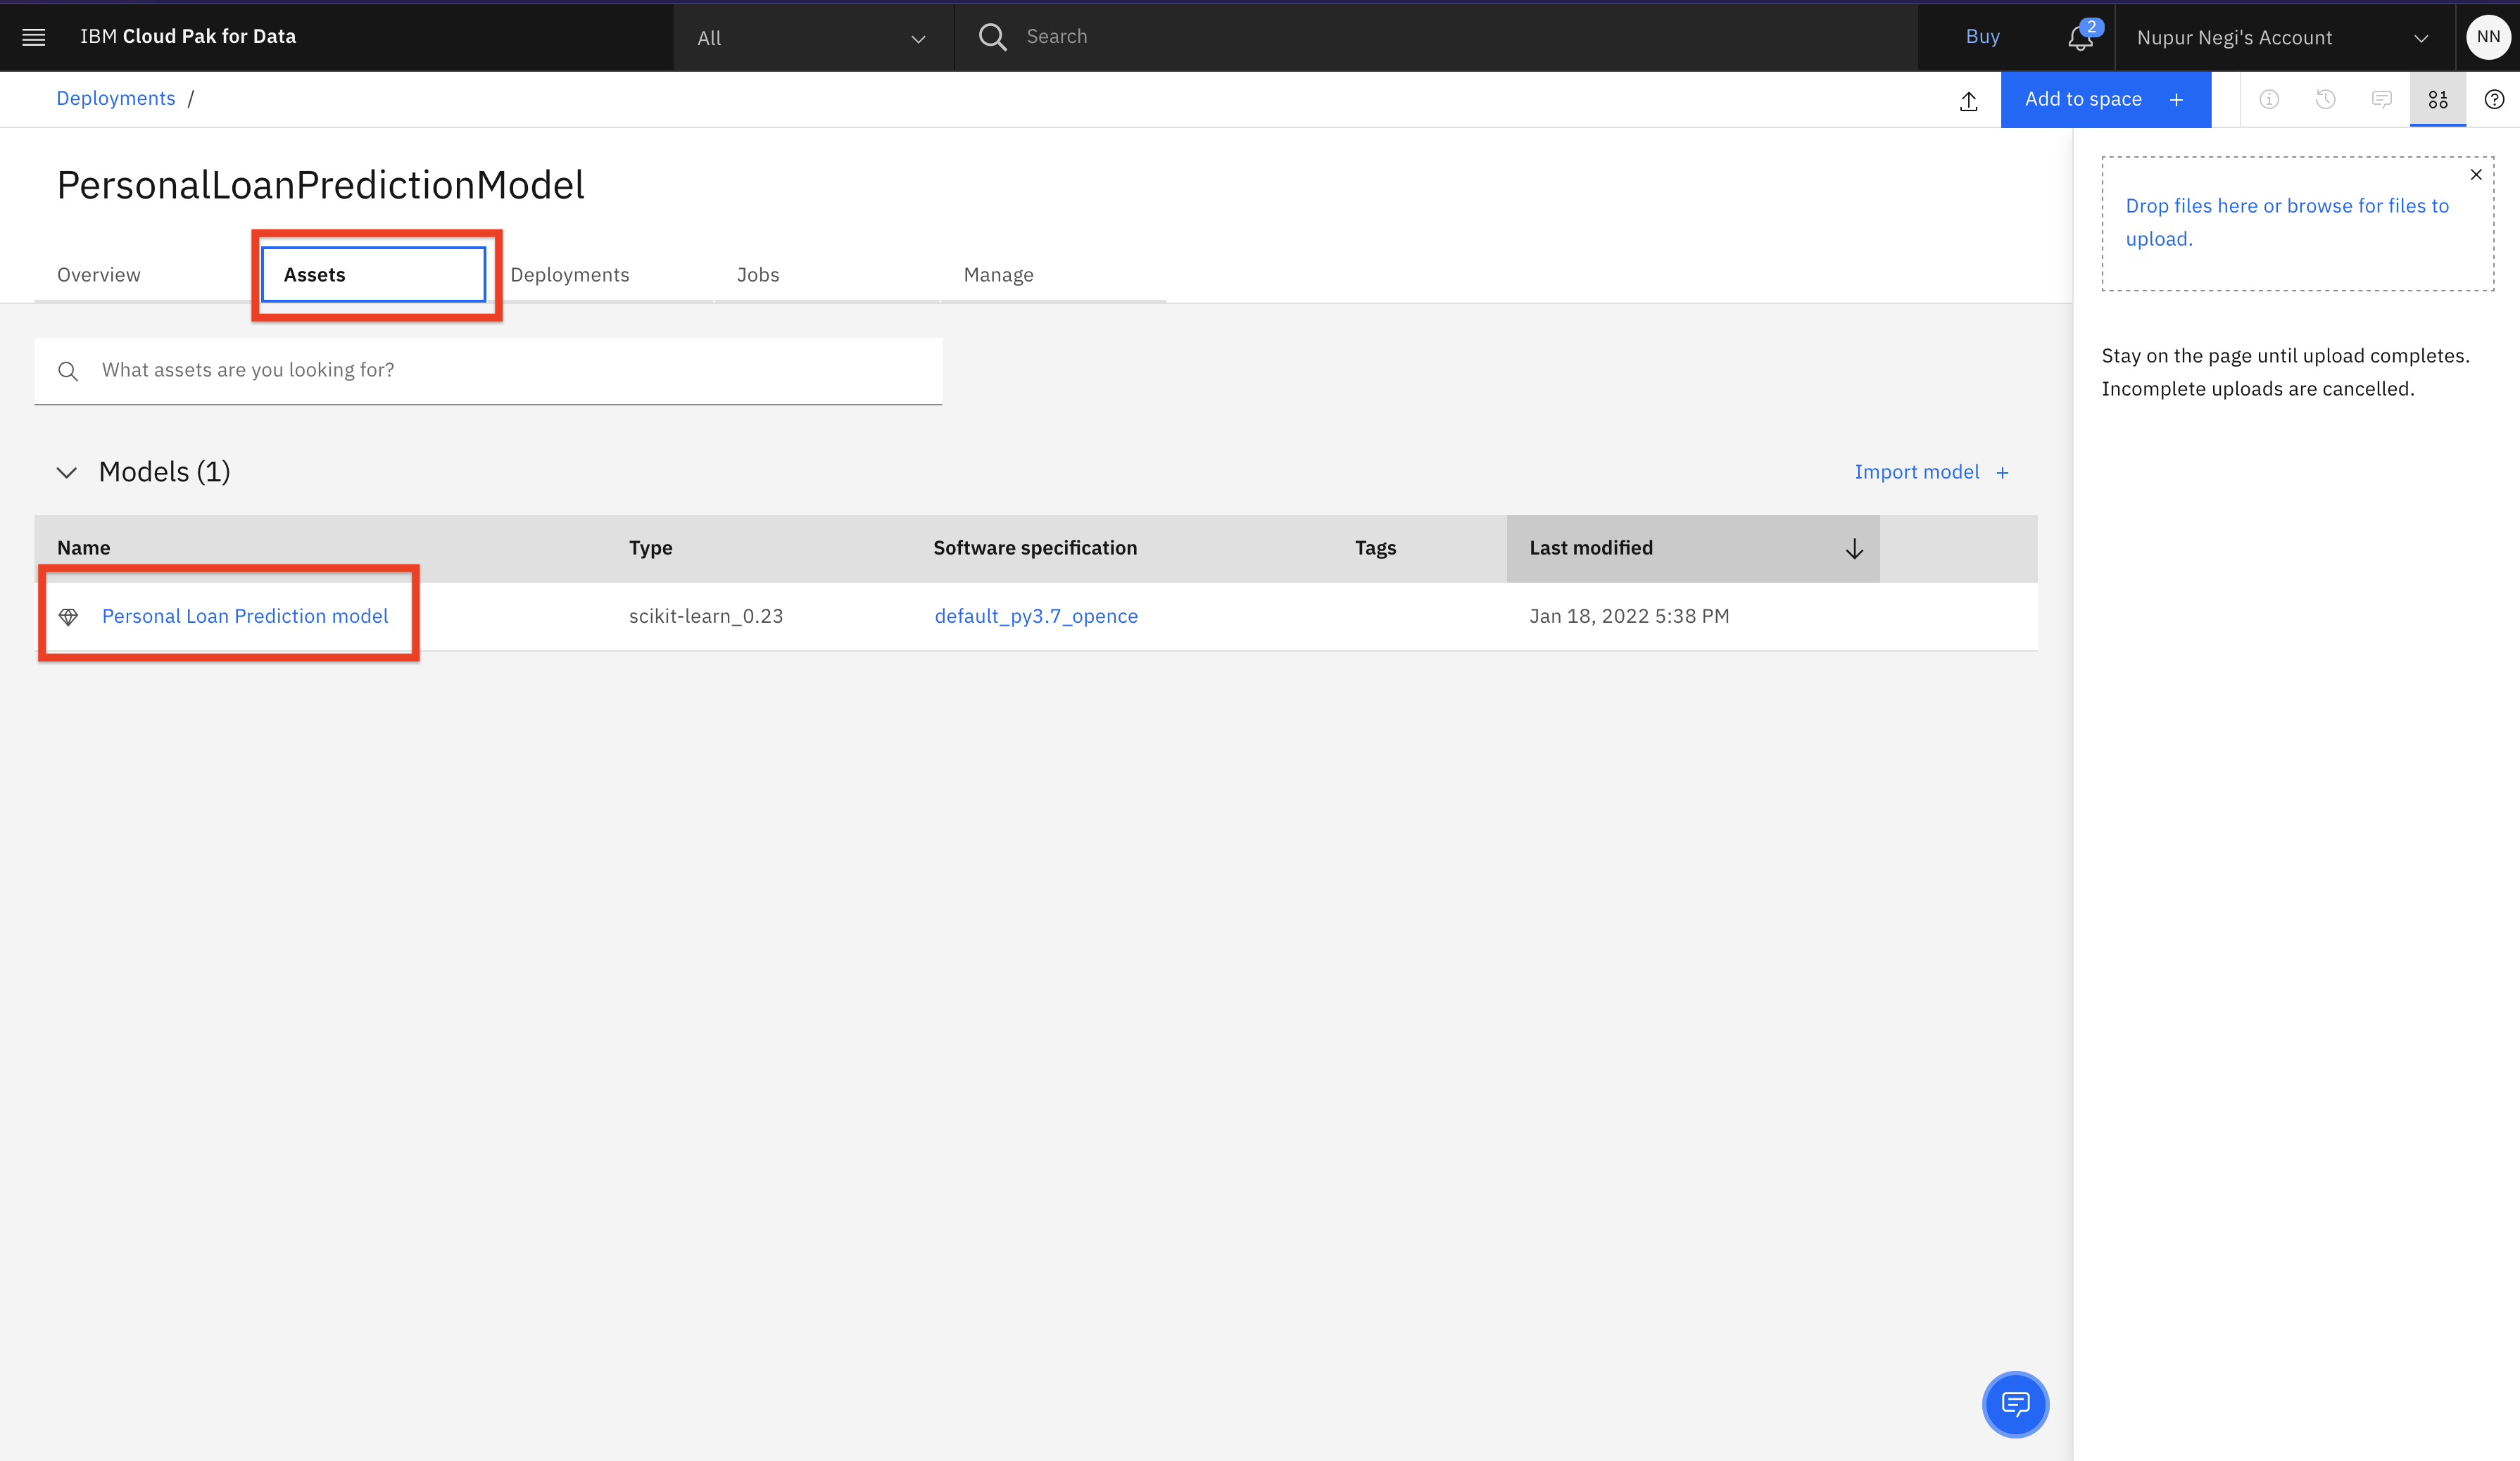 IBM Cloud Pak for Data
All
Search
Buy
2
Nupur Negi's Account
NN
Deployments /
Add to space +
PersonalLoanPredictionModel
Overview
Assets
Deployments
Jobs
Manage
What assets are you looking for?
Models (1)
Import model +
Name
Type
Software specification
Tags
Last modified
Personal Loan Prediction model
scikit-learn_0.23
default_py3.7_opence
Jan 18, 2022 5:38 PM
Drop files here or browse for files to
upload.
Stay on the page until upload completes.
Incomplete uploads are cancelled.